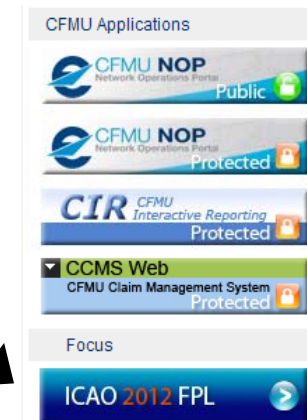 CFMU Applications
CFMU NOP
Network Operations Portal
Public
CFMU NOP
Network Operations Portal
Protected
CIR CFMU
Interactive Reporting
Protected
CCMS Web
CFMU Claim Management System
Protected
Focus
ICAO 2012 FPL